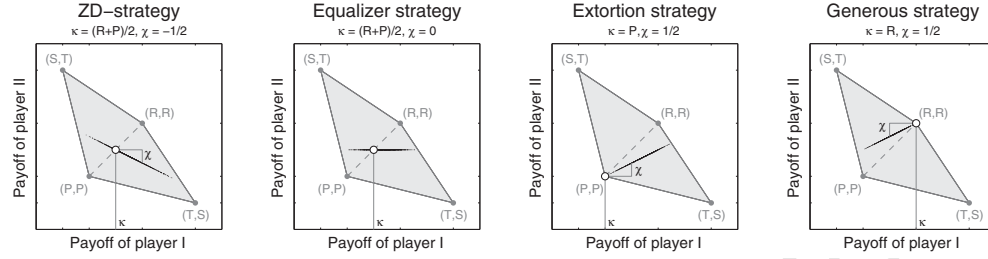 ZD−strategy
κ = (R+P)/2, χ = −1/2
(S,T)
(R,R)
χ
(P,P)
(T,S)
κ
Payoff of player II
Payoff of player I
Equalizer strategy
κ = (R+P)/2, χ = 0
(S,T)
(R,R)
(P,P)
(T,S)
κ
Payoff of player II
Payoff of player I
Extortion strategy
κ = P, χ = 1/2
(S,T)
(R,R)
χ
(P,P)
(T,S)
κ
Payoff of player II
Payoff of player I
Generous strategy
κ = R, χ = 1/2
(S,T)
(R,R)
χ
(P,P)
(T,S)
κ
Payoff of player II
Payoff of player I